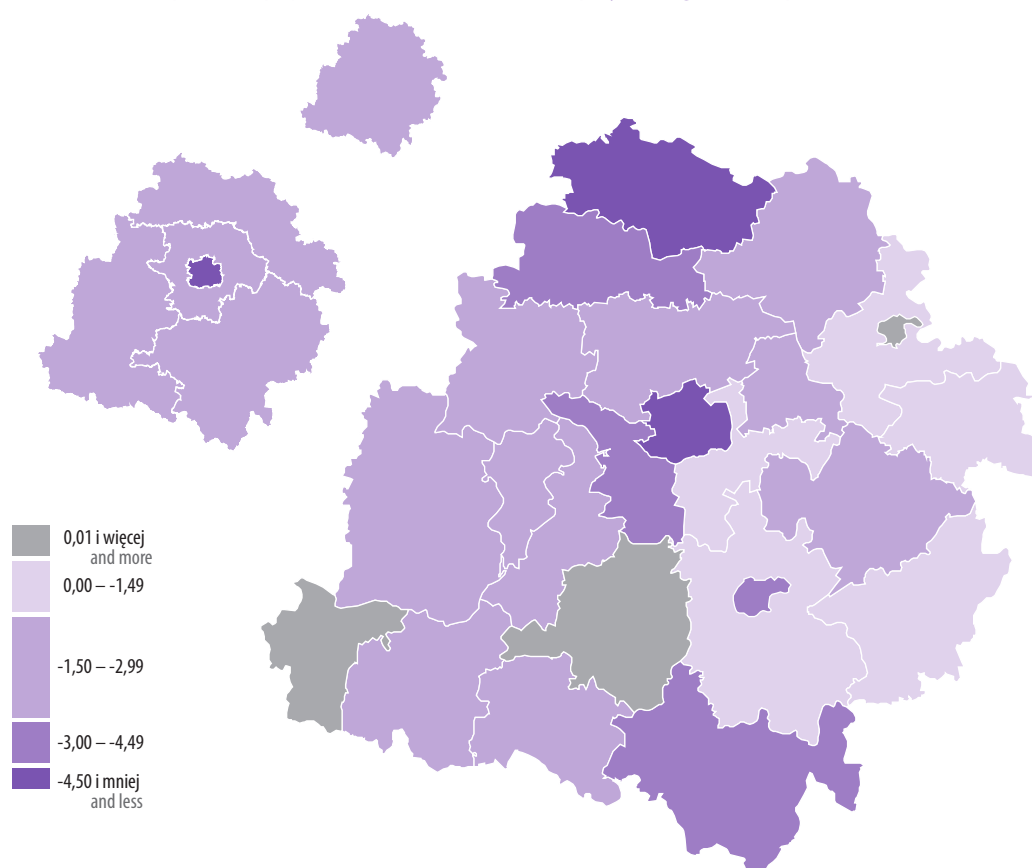 0,01 i więcej
and more
0,00 – -1,49
-1,50 – -2,99
-3,00 – -4,49
-4,50 i mniej
and less